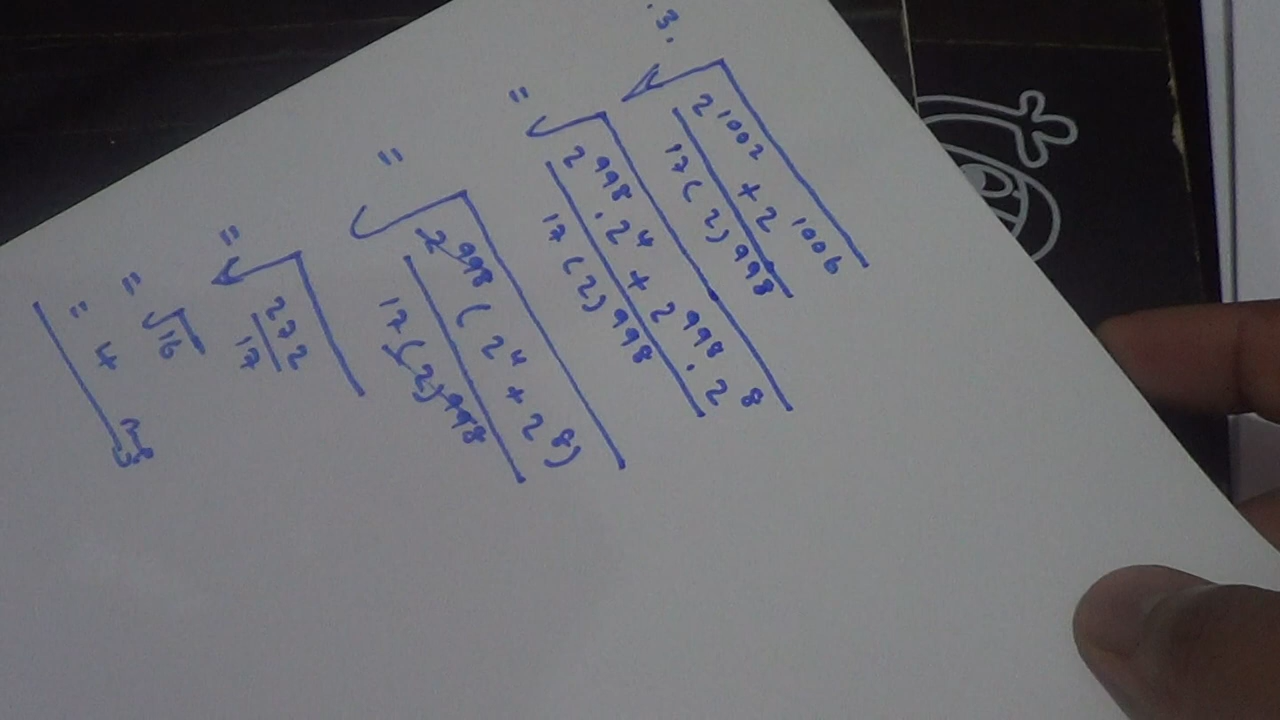 3.
√((2^1002 + 2^1006) / (17(2)^998))
= √((2^998 . 2^4 + 2^998 . 2^8) / (17(2)^998))
= √((2^998 (2^4 + 2^8)) / (17(2)^998))
= √(272 / 17)
= √16
= 4